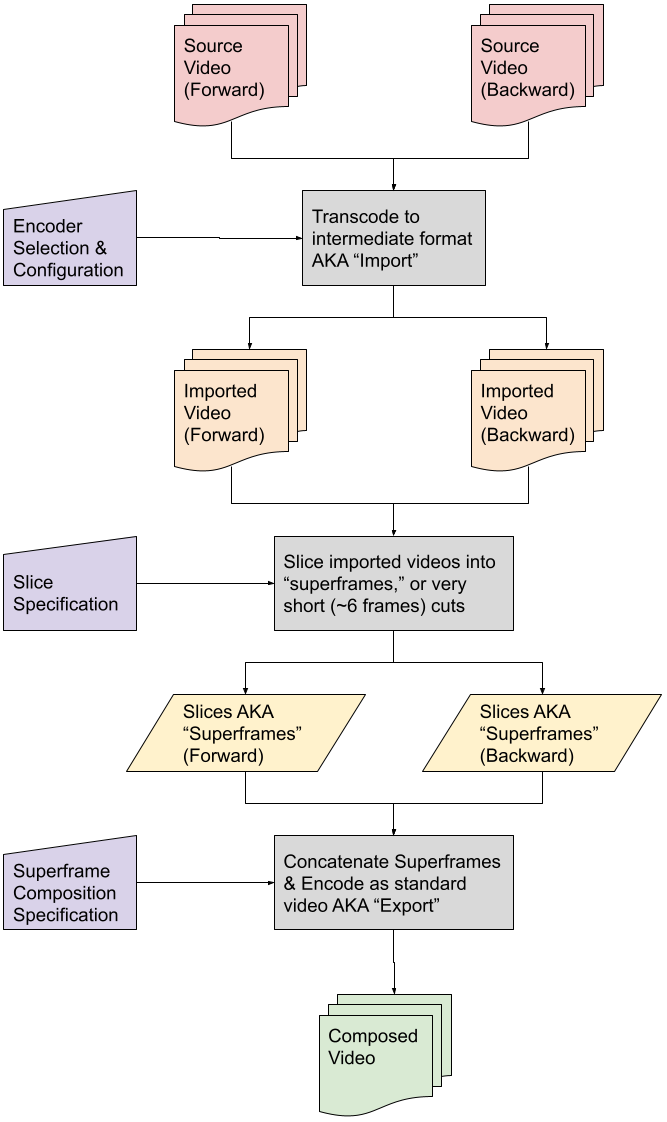 Source
Video
(Forward)
Source
Video
(Backward)
Encoder
Selection &
Configuration
Transcode to
intermediate format
AKA “Import”
Imported
Video
(Forward)
Imported
Video
(Backward)
Slice
Specification
Slice imported videos into
“superframes,” or very
short (~6 frames) cuts
Slices AKA
“Superframes”
(Forward)
Slices AKA
“Superframes”
(Backward)
Superframe
Composition
Specification
Concatenate Superframes
& Encode as standard
video AKA “Export”
Composed
Video